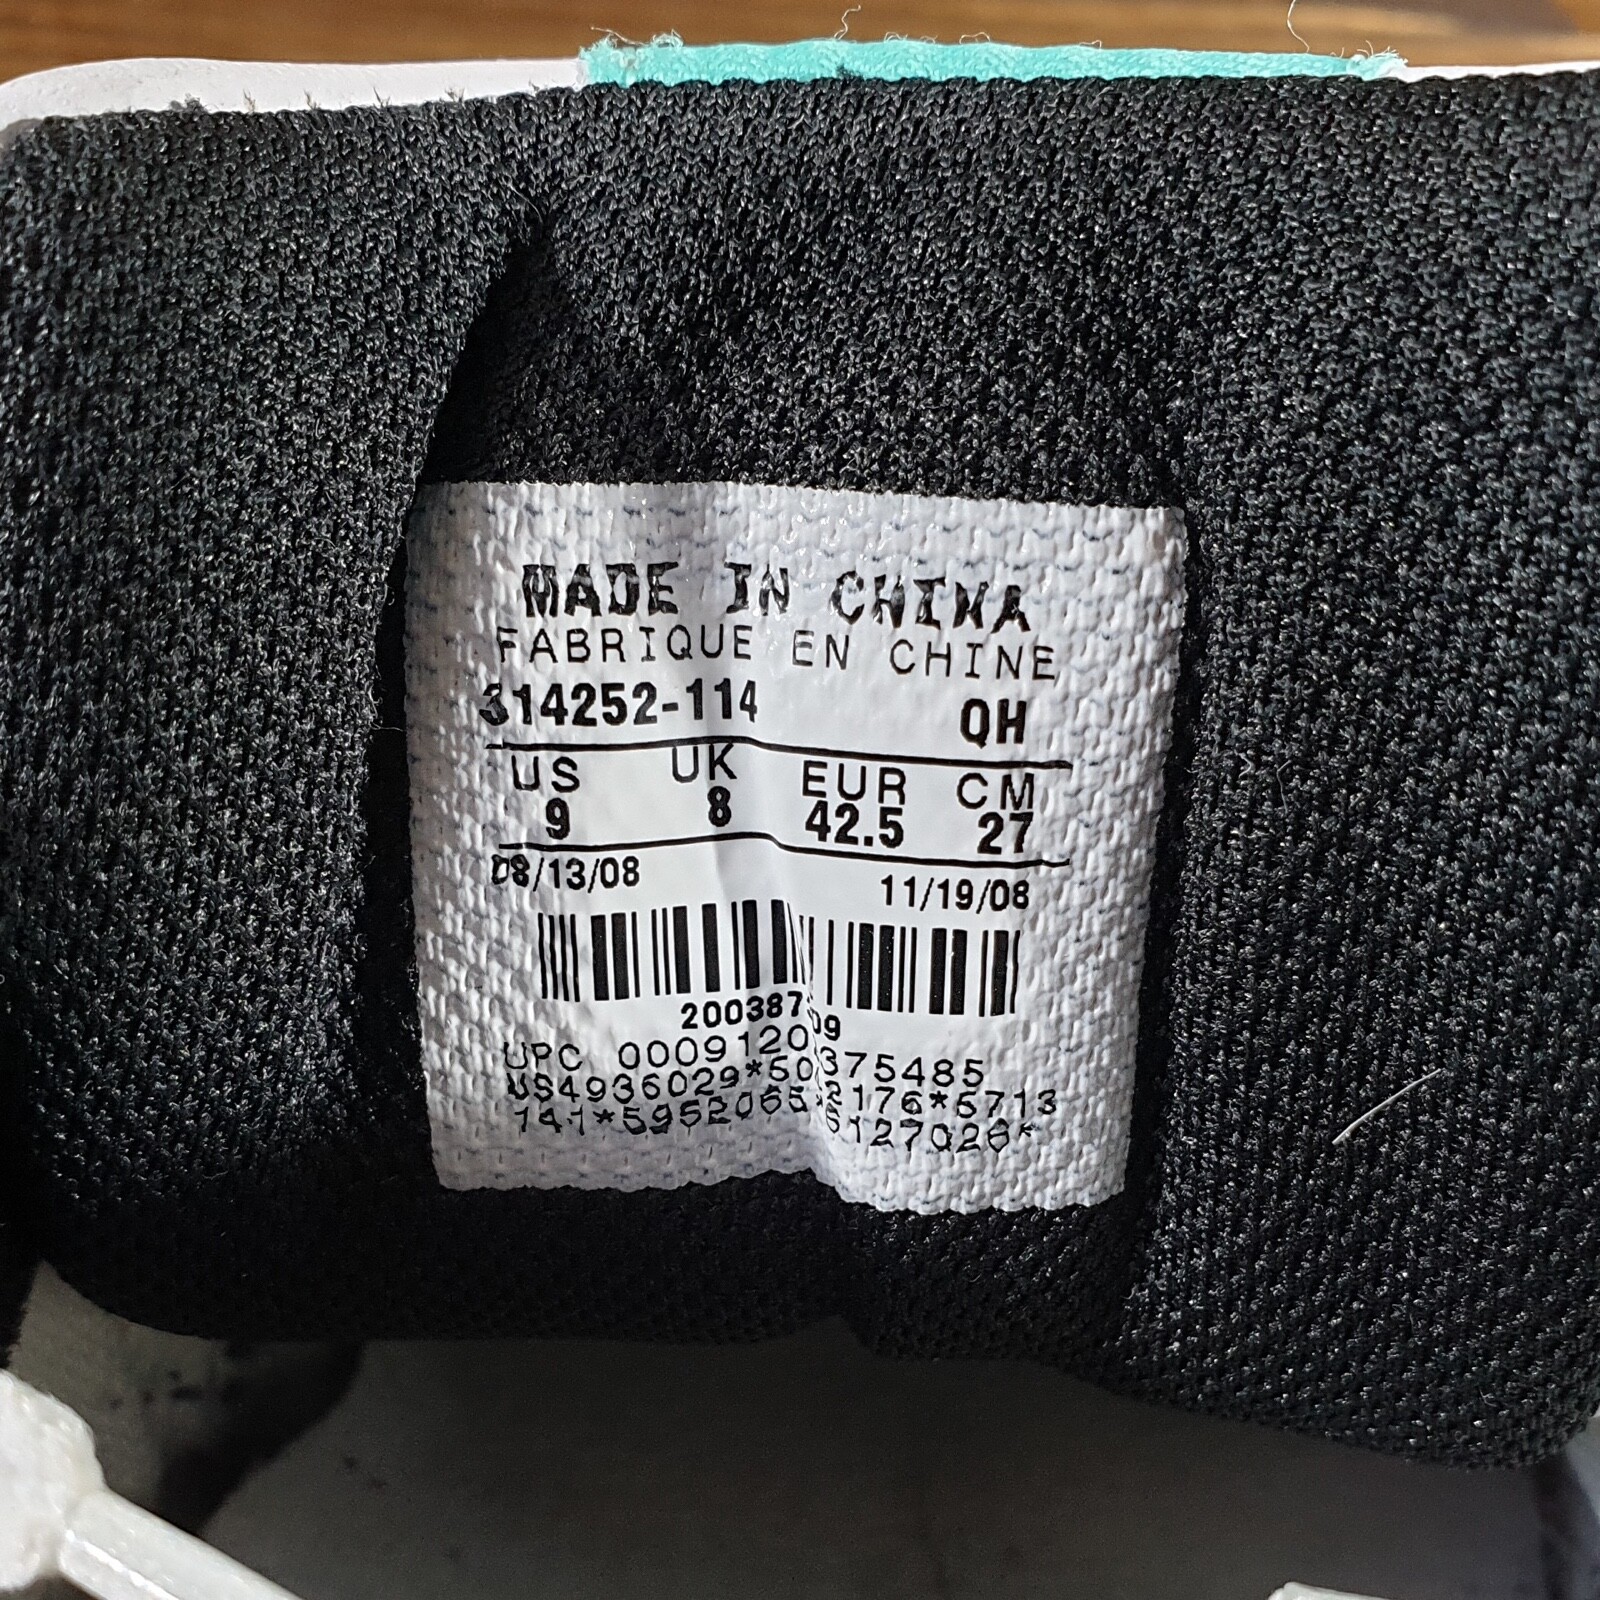 MADE IN CHINA
FABRIQUE EN CHINE
314252-114 QH
US UK EUR CM
9 8 42.5 27
08/13/08 11/19/08
UPC